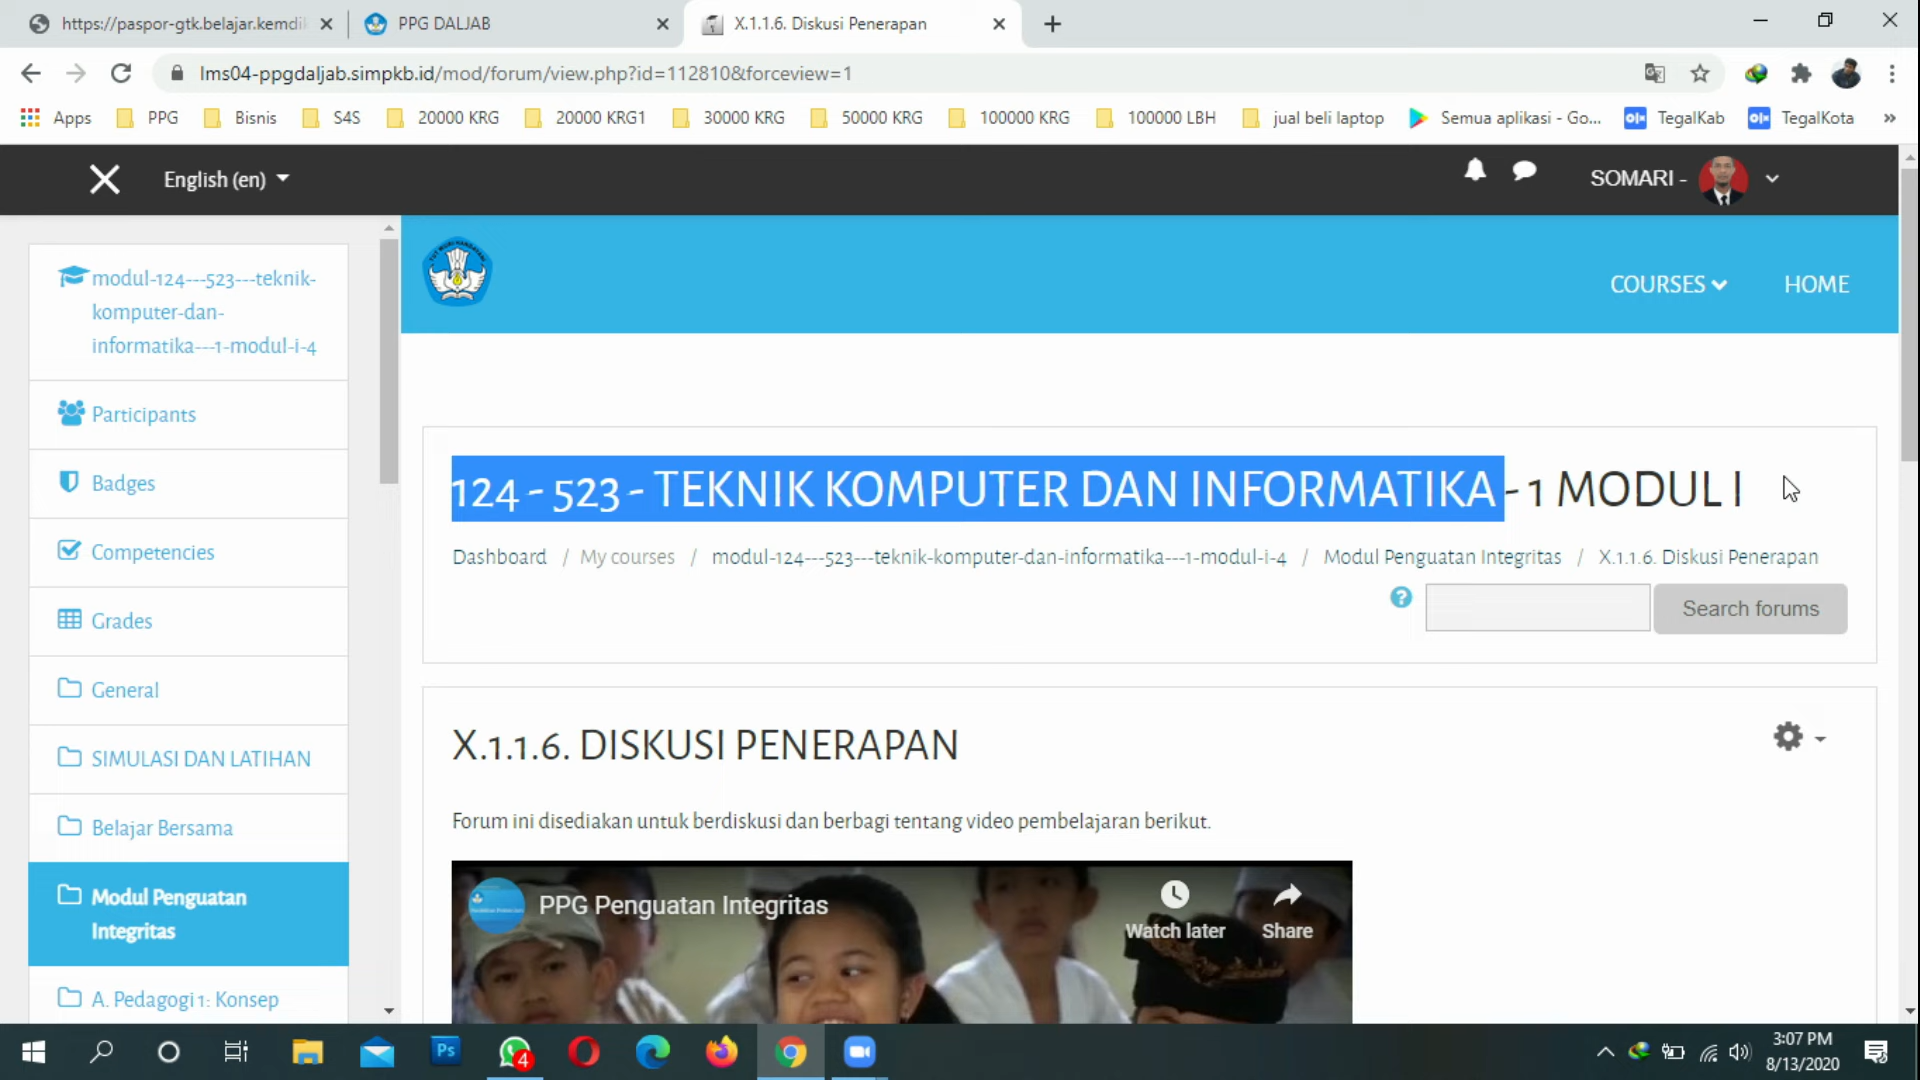 https://paspor-gtk.belajar.kemdi
PPG DALJAB
X.1.1.6. Diskusi Penerapan
lms04-ppgdaljab.simpkb.id/mod/forum/view.php?id=112810&forceview=1
Apps
PPG
Bisnis
S4S
20000 KRG
20000 KRG1
30000 KRG
50000 KRG
100000 KRG
100000 LBH
jual beli laptop
Semua aplikasi - Go...
TegalKab
TegalKota
English (en)
SOMARI -
COURSES
HOME
modul-124---523---teknik-
komputer-dan-
informatika---1-modul-i-4
Participants
Badges
Competencies
Grades
General
SIMULASI DAN LATIHAN
Belajar Bersama
Modul Penguatan
Integritas
A. Pedagogi 1: Konsep
124 - 523 - TEKNIK KOMPUTER DAN INFORMATIKA - 1 MODUL I
Dashboard / My courses / modul-124---523---teknik-komputer-dan-informatika---1-modul-i-4 / Modul Penguatan Integritas / X.1.1.6. Diskusi Penerapan
Search forums
X.1.1.6. DISKUSI PENERAPAN
Forum ini disediakan untuk berdiskusi dan berbagi tentang video pembelajaran berikut.
PPG Penguatan Integritas
Watch later
Share
Ps
4
3:07 PM
8/13/2020